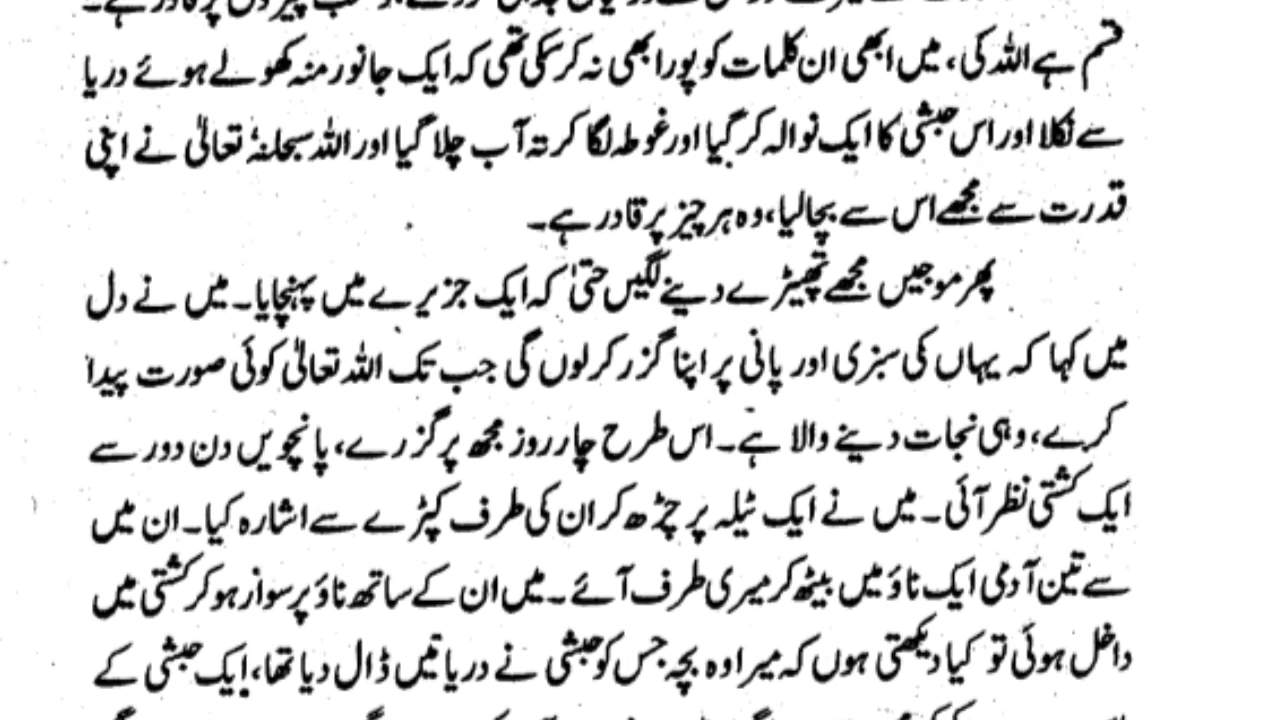 قسم ہے اللہ کی، میں ابھی ان کلمات کو پورا بھی نہ کر سکی تھی کہ ایک جانور منہ کھولے ہوئے دریا
سے نکلا اور اس حبشی کا ایک نوالہ کر گیا اور غوطہ لگا کر تہ آب چلا گیا اور اللہ سبحانہٗ تعالیٰ نے اپنی
قدرت سے مجھے اس سے بچا لیا، وہ ہر چیز پر قادر ہے۔
پھر موجیں مجھے تھپیڑے دینے لگیں حتیٰ کہ ایک جزیرے میں پہنچایا۔ میں نے دل
میں کہا کہ یہاں کی سبزی اور پانی پر اپنا گزر کر لوں گی جب تک اللہ تعالیٰ کوئی صورت پیدا
کرے، وہی نجات دینے والا ہے۔ اس طرح چار روز مجھ پر گزرے، پانچویں دن دور سے
ایک کشتی نظر آئی۔ میں نے ایک ٹیلہ پر چڑھ کر ان کی طرف کپڑے سے اشارہ کیا۔ ان میں
سے تین آدمی ایک ناؤ میں بیٹھ کر میری طرف آئے۔ میں ان کے ساتھ ناؤ پر سوار ہو کر کشتی میں
داخل ہوئی تو کیا دیکھتی ہوں کہ میرا وہ بچہ جس کو حبشی نے دریا میں ڈال دیا تھا، ایک حبشی کے